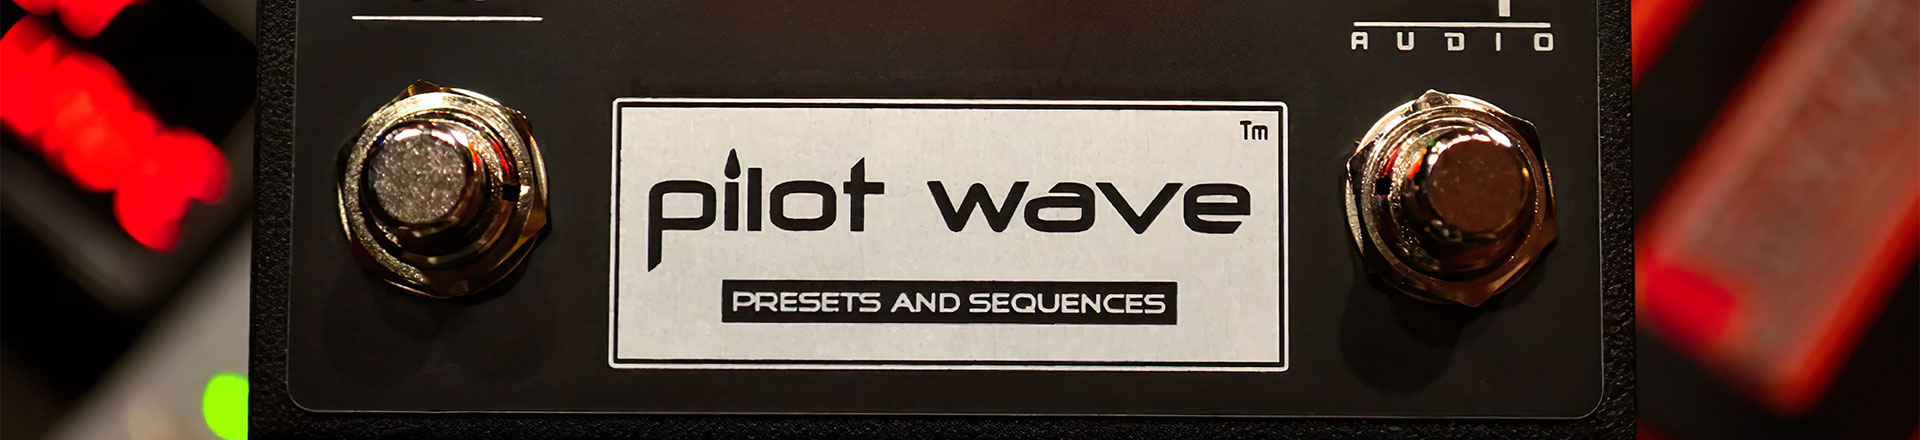 AUDIO
Tm
pilot wave
PRESETS AND SEQUENCES